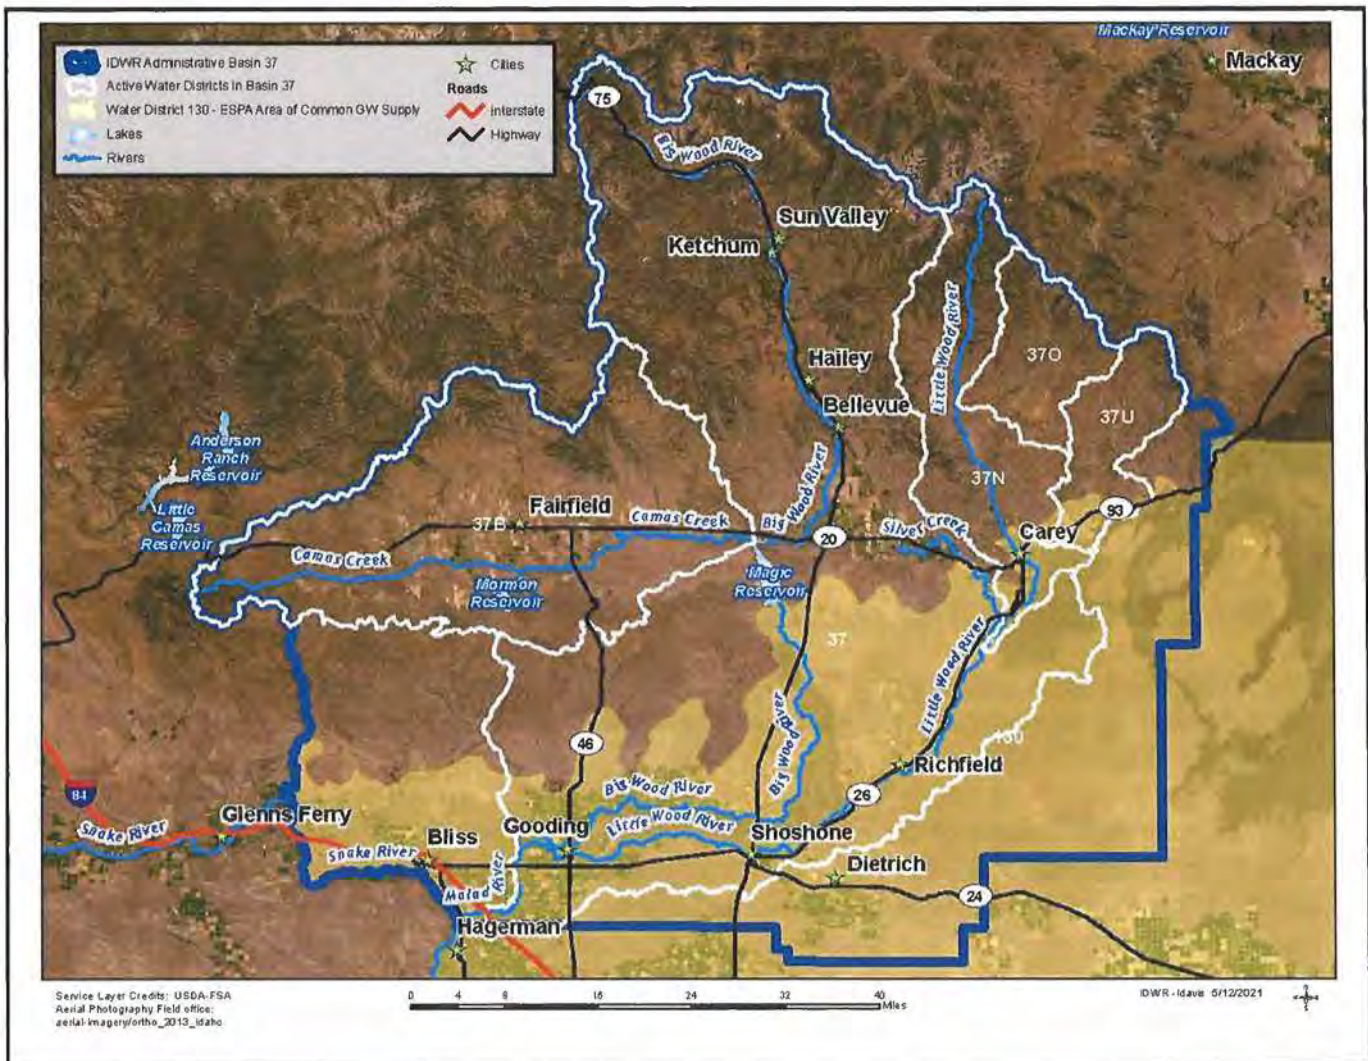 IDWR Administrative Basin 37
Active Water Districts in Basin 37
Water District 130 - ESPA Area of Common GW Supply
Lakes
Rivers
Cities
Roads
Interstate
Highway
Mackay Reservoir
Mackay
75
Big Wood River
Sun Valley
Ketchum
Little Wood River
Hailey
37O
Bellevue
37U
Anderson
Ranch
Reservoir
Big Wood River
37N
Little
Camas
Reservoir
Fairfield
37B
Camas Creek
20
Silver Creek
93
Carey
Camas Creek
Mormon
Reservoir
Magic
Reservoir
37
Little Wood River
Big Wood River
46
130
Richfield
84
Snake River
Glenns Ferry
Big Wood River
26
Gooding
Little Wood River
Shoshone
Bliss
Snake River
Dietrich
Malad River
24
Hagerman
Service Layer Credits: USDA-FSA
Aerial Photography Field office:
aerial-imagery/ortho_2013_idaho
0 4 8 16 24 32 40
Miles
IDWR - Idavis 5/12/2021